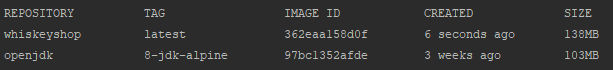 REPOSITORY TAG IMAGE ID CREATED SIZE
whiskeyshop latest 362eaa158d0f 6 seconds ago 138MB
openjdk 8-jdk-alpine 97bc1352afde 3 weeks ago 103MB